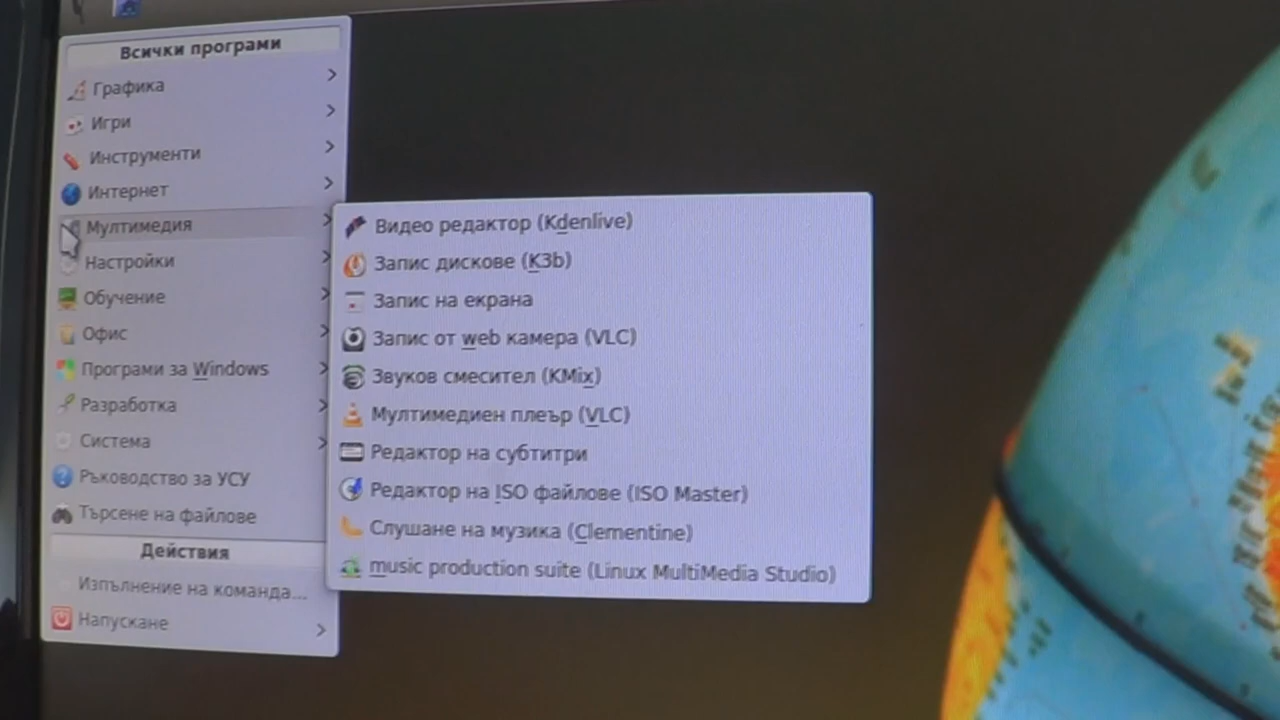 Всички програми
Графика
Игри
Инструменти
Интернет
Мултимедия
Настройки
Обучение
Офис
Програми за Windows
Разработка
Система
Ръководство за УСУ
Търсене на файлове
Действия
Изпълнение на команда...
Напускане
Видео редактор (Kdenlive)
Запис дискове (K3b)
Запис на екрана
Запис от web камера (VLC)
Звуков смесител (KMix)
Мултимедиен плеър (VLC)
Редактор на субтитри
Редактор на ISO файлове (ISO Master)
Слушане на музика (Clementine)
music production suite (Linux MultiMedia Studio)